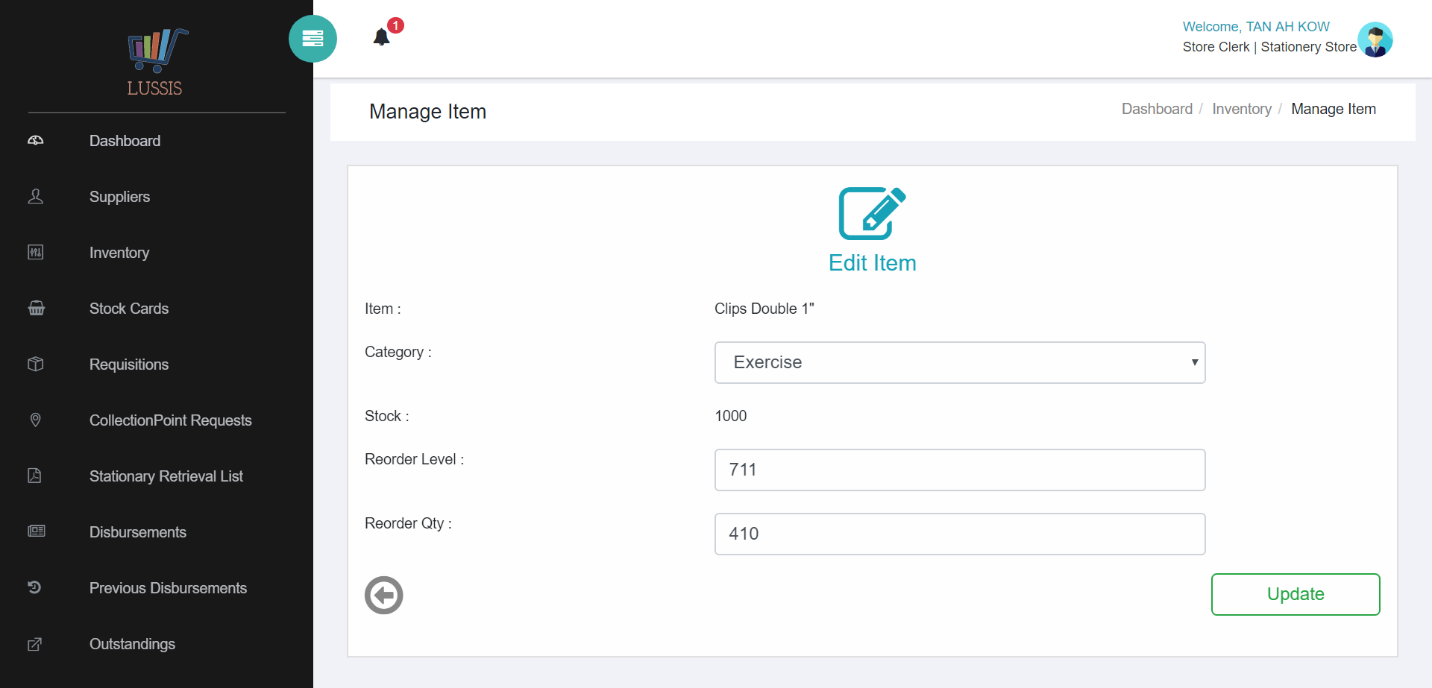 LUSSIS
1
Welcome, TAN AH KOW
Store Clerk | Stationery Store
Dashboard
Suppliers
Inventory
Stock Cards
Requisitions
CollectionPoint Requests
Stationary Retrieval List
Disbursements
Previous Disbursements
Outstandings
Manage Item
Dashboard / Inventory / Manage Item
Edit Item
Item : Clips Double 1"
Category : Exercise
Stock : 1000
Reorder Level : 711
Reorder Qty : 410
Update